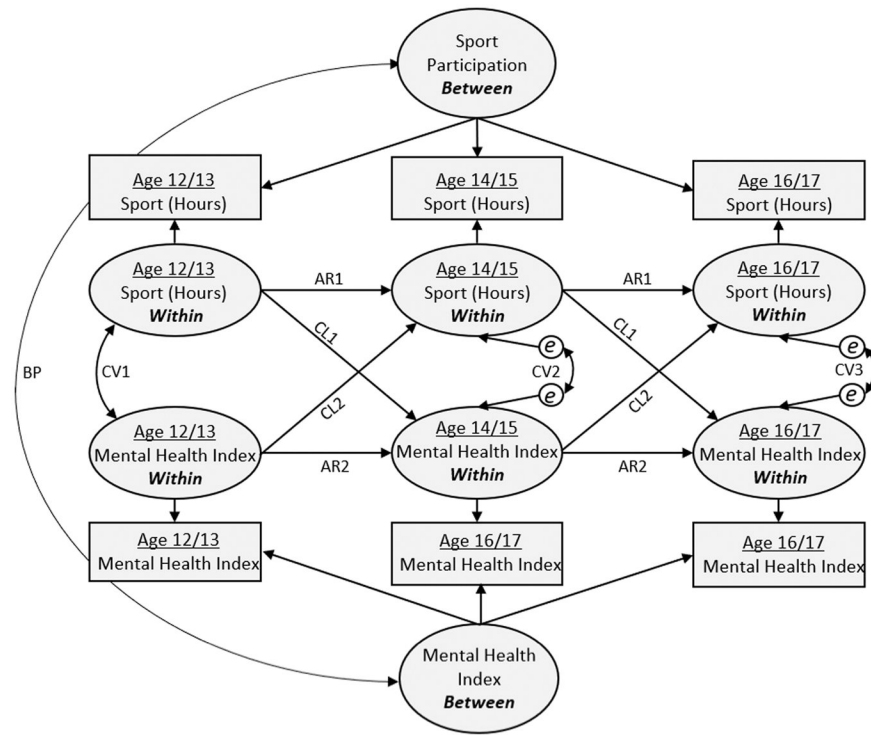 Sport
Participation
Between
Age 12/13
Sport (Hours)
Age 14/15
Sport (Hours)
Age 16/17
Sport (Hours)
Age 12/13
Sport (Hours)
Within
AR1
Age 14/15
Sport (Hours)
Within
AR1
Age 16/17
Sport (Hours)
Within
CL1
CL1
BP
CV1
e
CV2
e
e
CV3
e
CL2
CL2
Age 12/13
Mental Health Index
Within
AR2
Age 14/15
Mental Health Index
Within
AR2
Age 16/17
Mental Health Index
Within
Age 12/13
Mental Health Index
Age 16/17
Mental Health Index
Age 16/17
Mental Health Index
Mental Health
Index
Between